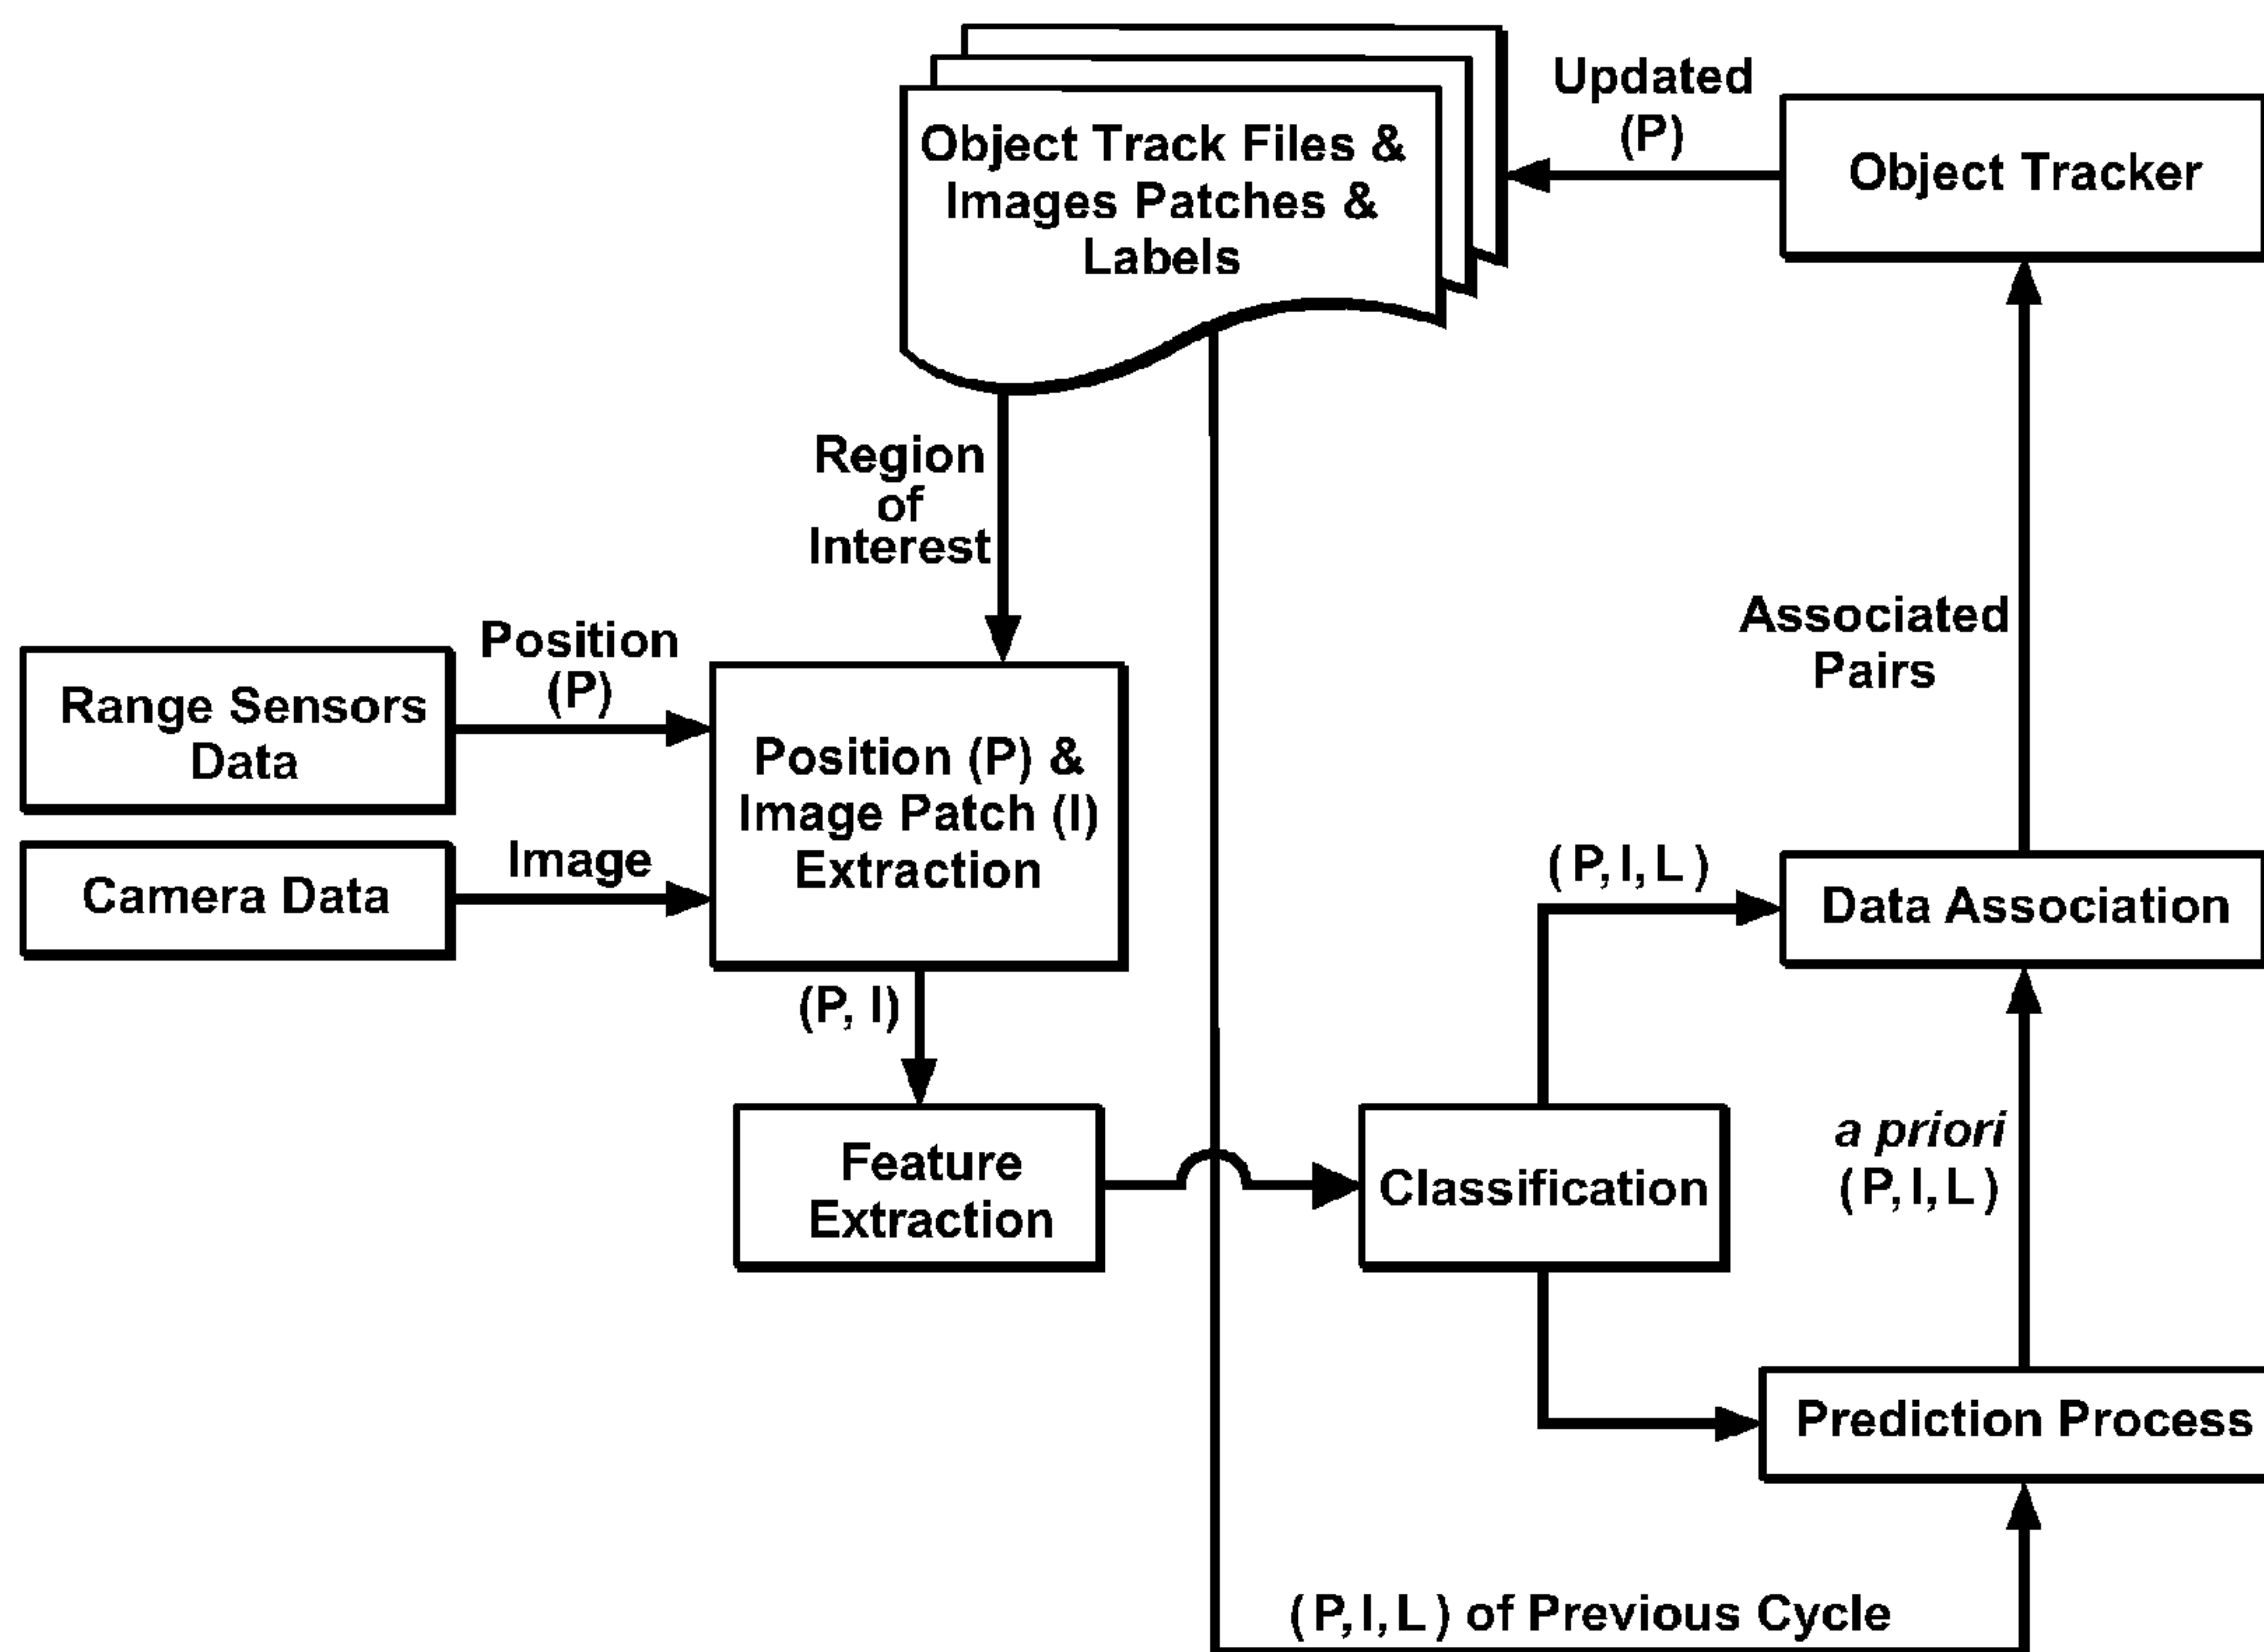 Object Track Files &
Images Patches &
Labels
Updated
(P)
Object Tracker
Region
of
Interest
Associated
Pairs
Range Sensors
Data
Position
(P)
Position (P) &
Image Patch (I)
Extraction
Camera Data
Image
(P, I)
(P, I, L)
Data Association
Feature
Extraction
Classification
a priori
(P, I, L)
Prediction Process
(P, I, L) of Previous Cycle